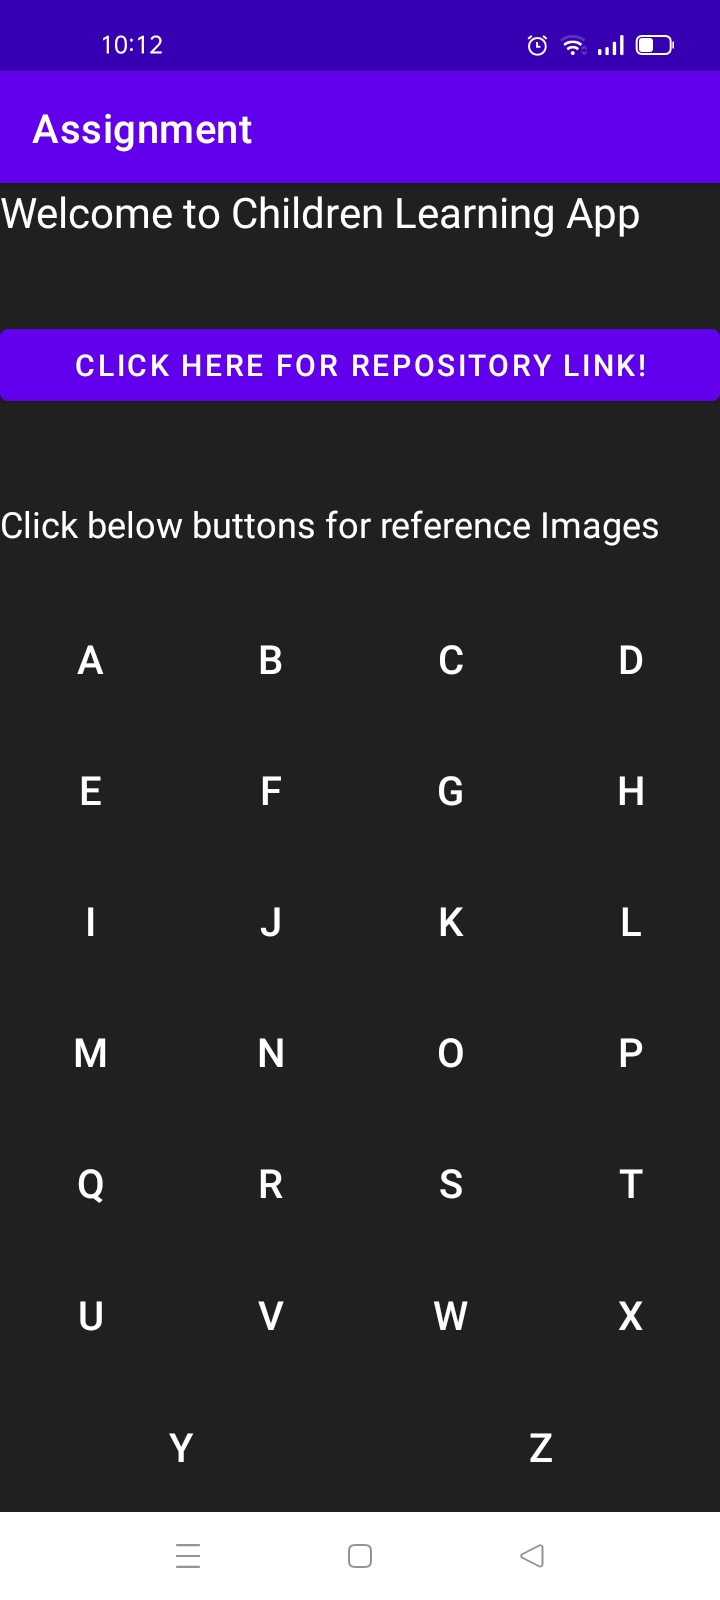 10:12
Assignment
Welcome to Children Learning App
CLICK HERE FOR REPOSITORY LINK!
Click below buttons for reference Images
A B C D
E F G H
I J K L
M N O P
Q R S T
U V W X
Y Z